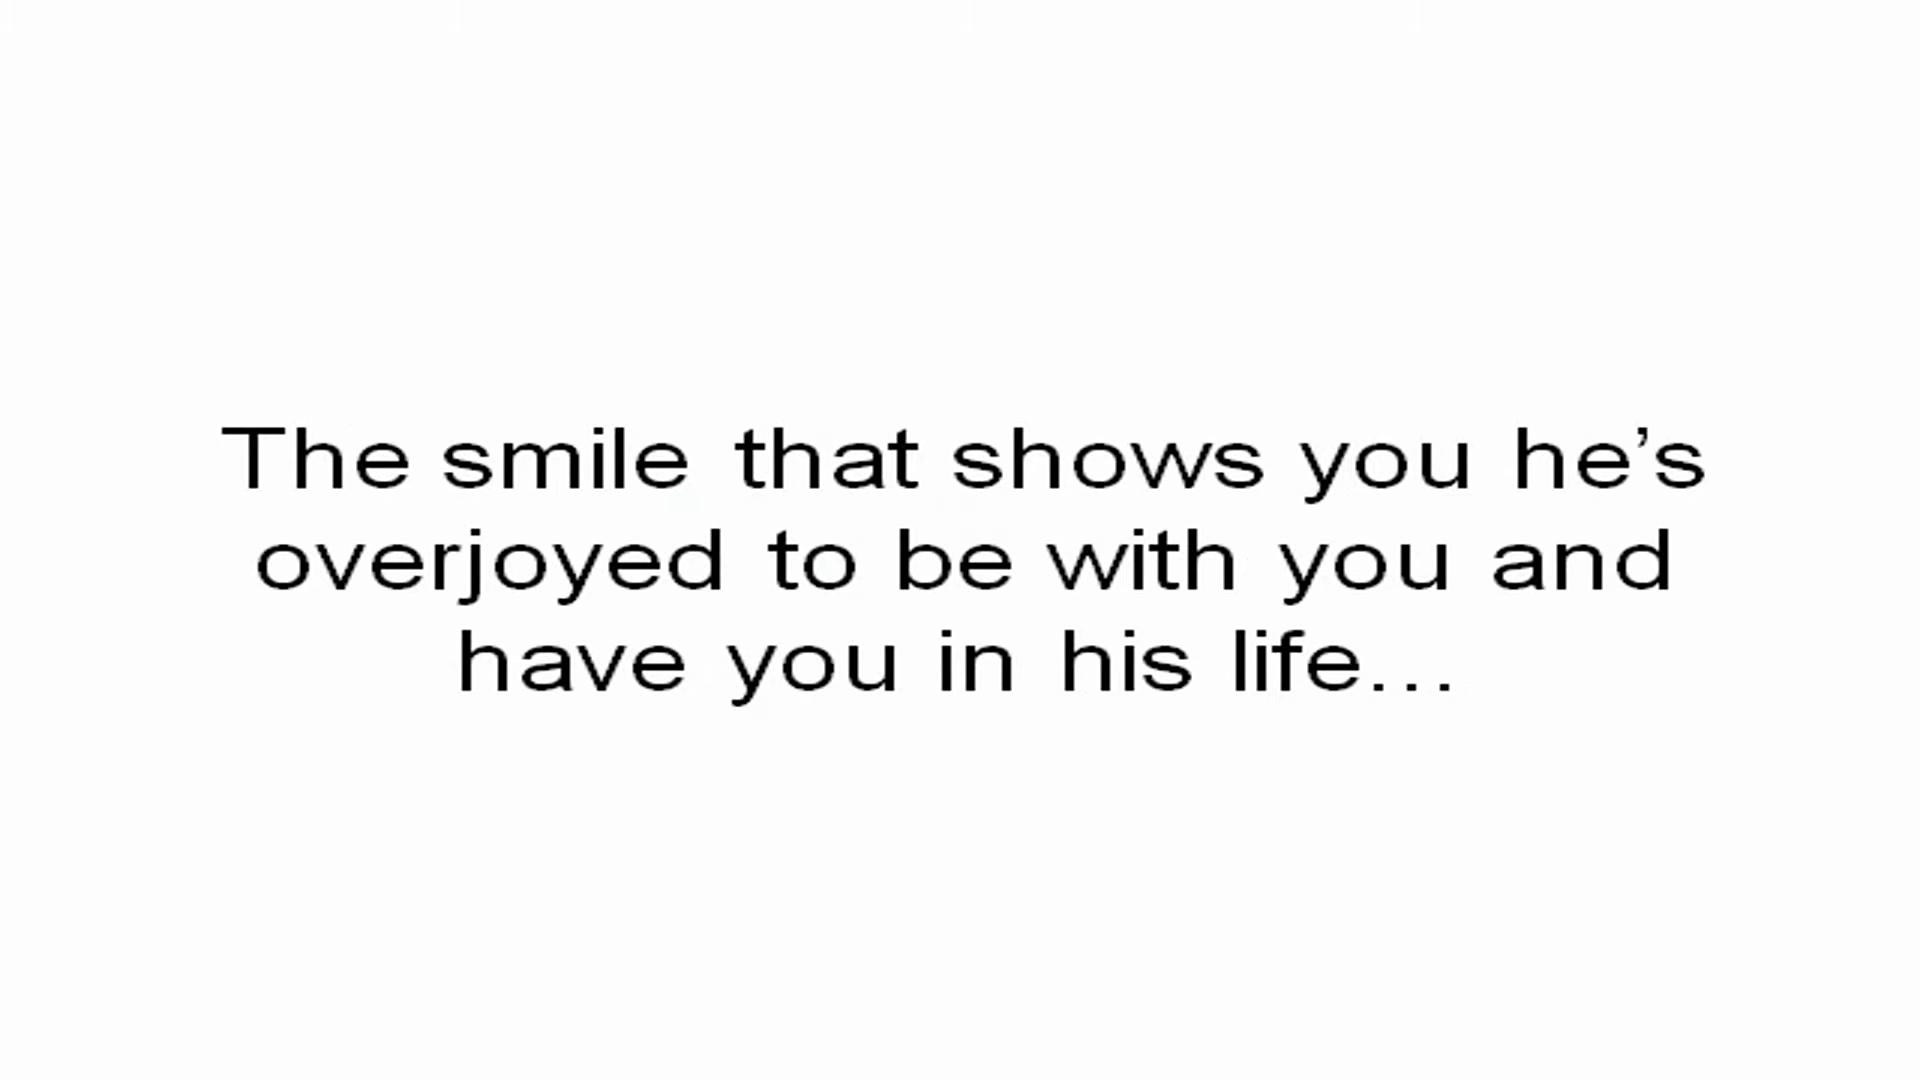 The smile that shows you he’s
overjoyed to be with you and
have you in his life…